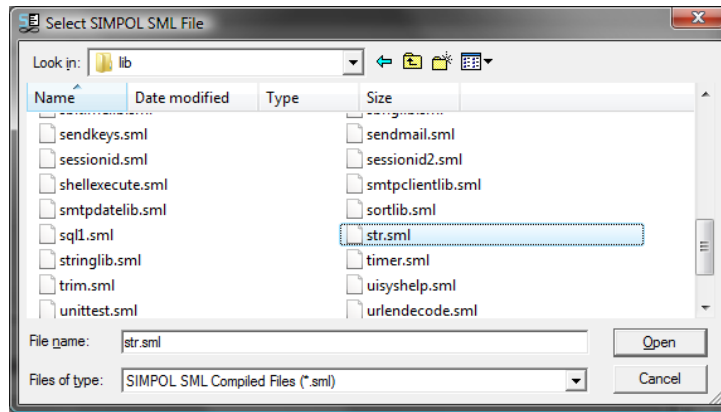 Select SIMPOL SML File
Look in: lib
Name Date modified Type Size
sendkeys.sml sendmail.sml
sessionid.sml sessionid2.sml
shellexecute.sml smtpclientlib.sml
smtpdatelib.sml sortlib.sml
sql1.sml str.sml
stringlib.sml timer.sml
trim.sml uisyshelp.sml
unittest.sml urlendecode.sml
File name: str.sml Open
Files of type: SIMPOL SML Compiled Files (*.sml) Cancel